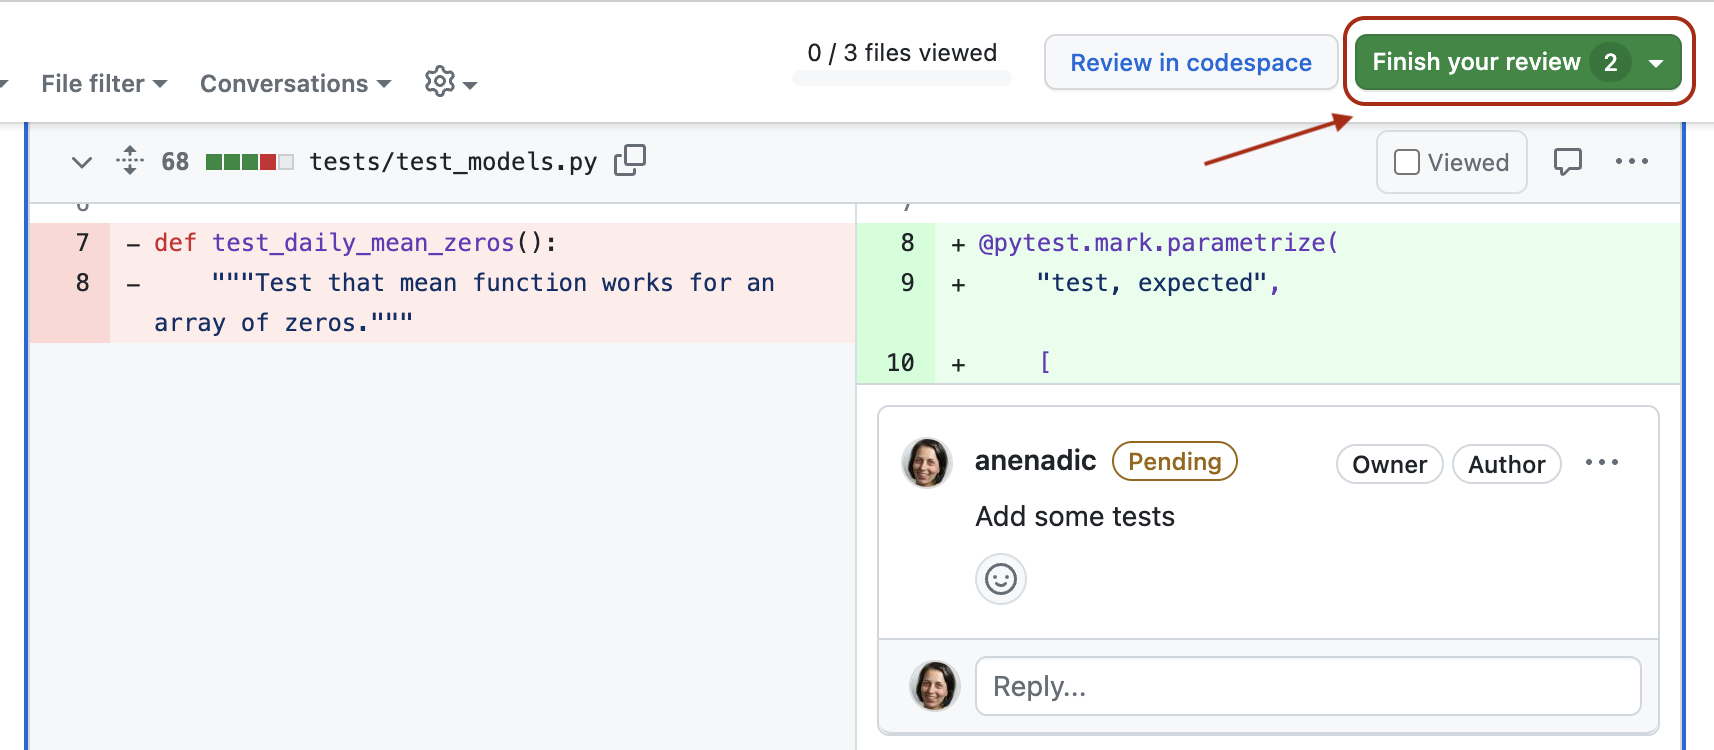 0 / 3 files viewed
Review in codespace
Finish your review 2
File filter
Conversations
68 tests/test_models.py
Viewed
7 – def test_daily_mean_zeros():
8 – """Test that mean function works for an
array of zeros."""
8 + @pytest.mark.parametrize(
9 + "test, expected",
10 + [
anenadic Pending Owner Author
Add some tests
Reply...